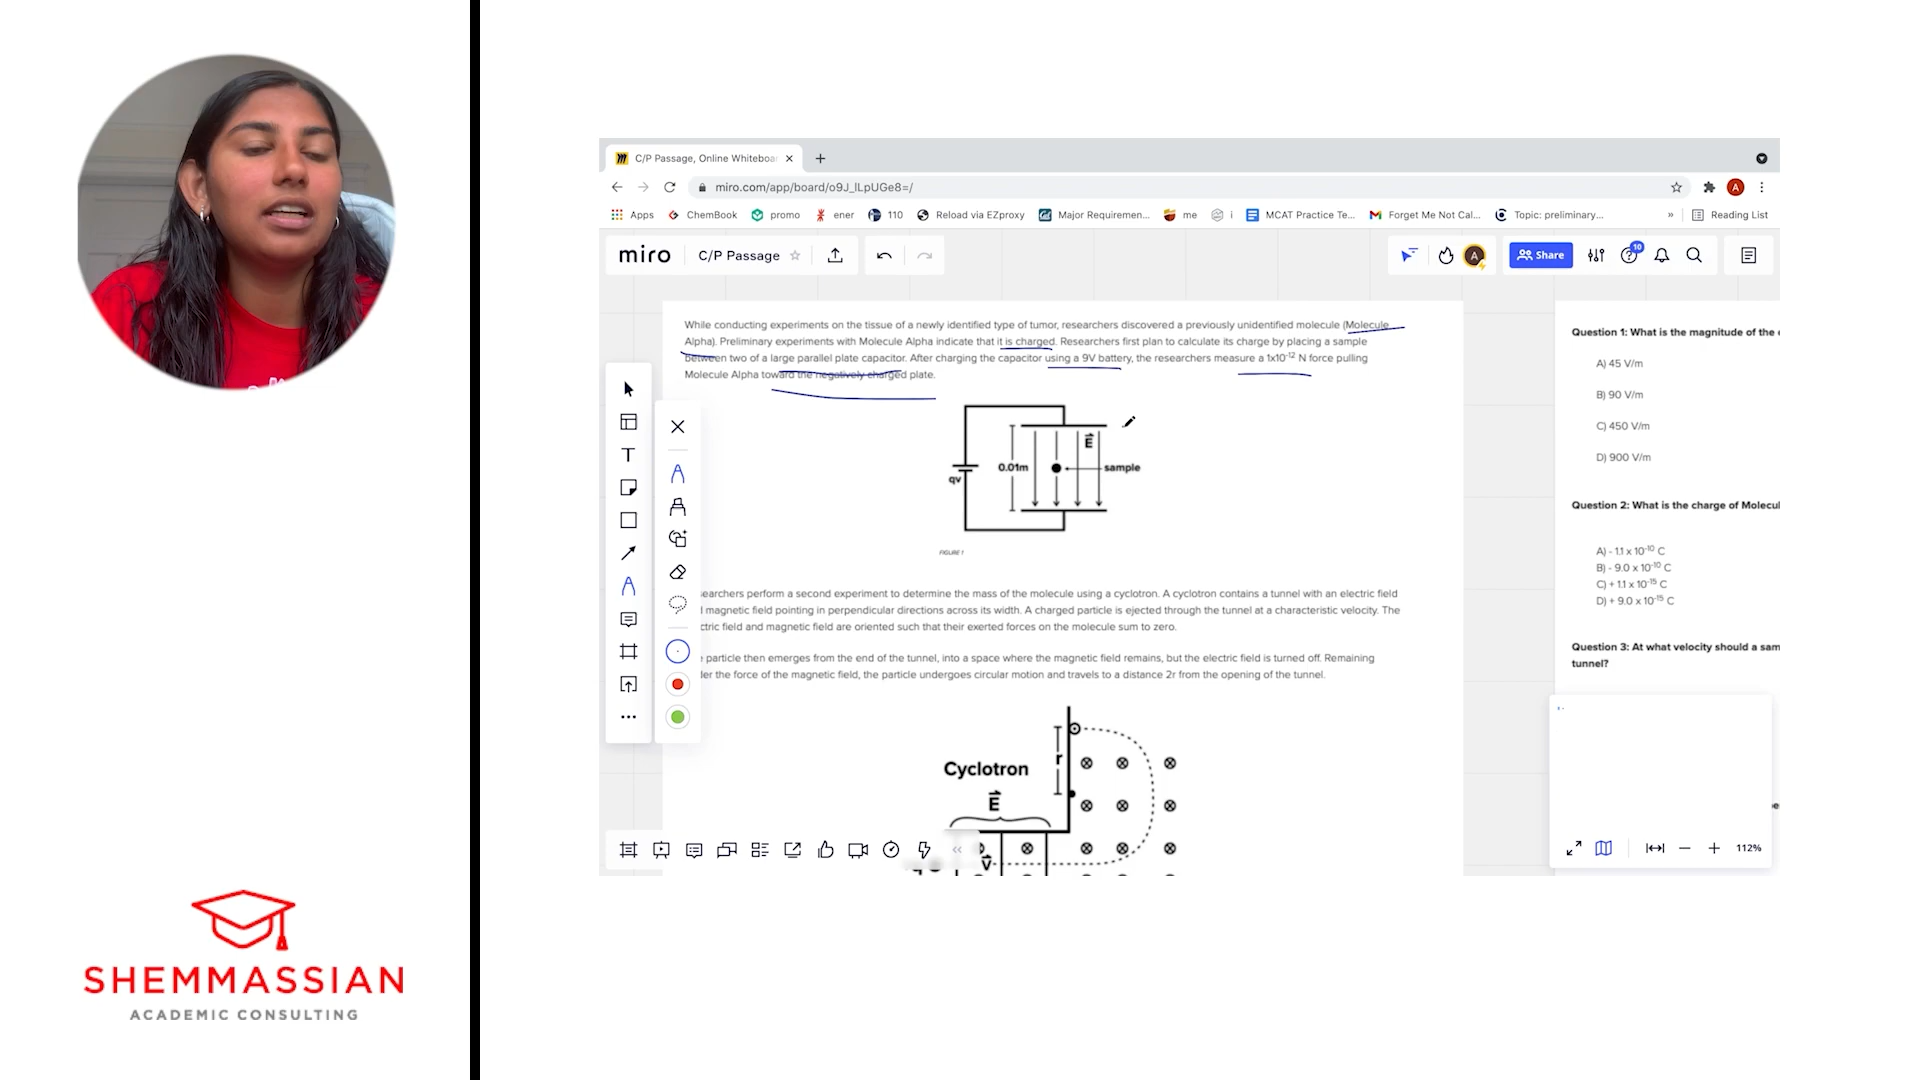 C/P Passage, Online Whiteboa
miro.com/app/board/o9J_lLpUGe8=/
Apps ChemBook promo ener 110 Reload via EZproxy Major Requiremen... me i MCAT Practice Te... Forget Me Not Cal... Topic: preliminary... » Reading List
miro C/P Passage A Share 10
While conducting experiments on the tissue of a newly identified type of tumor, researchers discovered a previously unidentified molecule (Molecule
Alpha). Preliminary experiments with Molecule Alpha indicate that it is charged. Researchers first plan to calculate its charge by placing a sample
between two of a large parallel plate capacitor. After charging the capacitor using a 9V battery, the researchers measure a 1x10⁻¹² N force pulling
Molecule Alpha toward the negatively charged plate.
E
0.01m
sample
qv
FIGURE 1
searchers perform a second experiment to determine the mass of the molecule using a cyclotron. A cyclotron contains a tunnel with an electric field
magnetic field pointing in perpendicular directions across its width. A charged particle is ejected through the tunnel at a characteristic velocity. The
ctric field and magnetic field are oriented such that their exerted forces on the molecule sum to zero.
particle then emerges from the end of the tunnel, into a space where the magnetic field remains, but the electric field is turned off. Remaining
der the force of the magnetic field, the particle undergoes circular motion and travels to a distance 2r from the opening of the tunnel.
r
Cyclotron
E
v
Question 1: What is the magnitude of the
A) 45 V/m
B) 90 V/m
C) 450 V/m
D) 900 V/m
Question 2: What is the charge of Molecul
A) - 1.1 x 10⁻¹⁰ C
B) - 9.0 x 10⁻¹⁰ C
C) + 1.1 x 10⁻¹⁵ C
D) + 9.0 x 10⁻¹⁵ C
Question 3: At what velocity should a sam
tunnel?
112%
SHEMMASSIAN
ACADEMIC CONSULTING